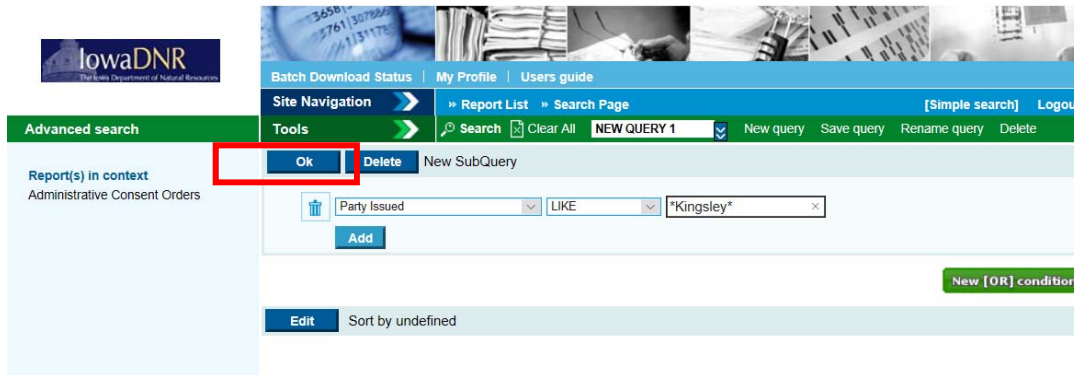 IowaDNR
The Iowa Department of Natural Resources
Batch Download Status | My Profile | Users guide
Site Navigation » Report List » Search Page [Simple search] Logou
Advanced search Tools Search Clear All NEW QUERY 1 New query Save query Rename query Delete
Ok Delete New SubQuery
Report(s) in context
Administrative Consent Orders
Party Issued LIKE *Kingsley* ×
Add
New [OR] condition
Edit Sort by undefined